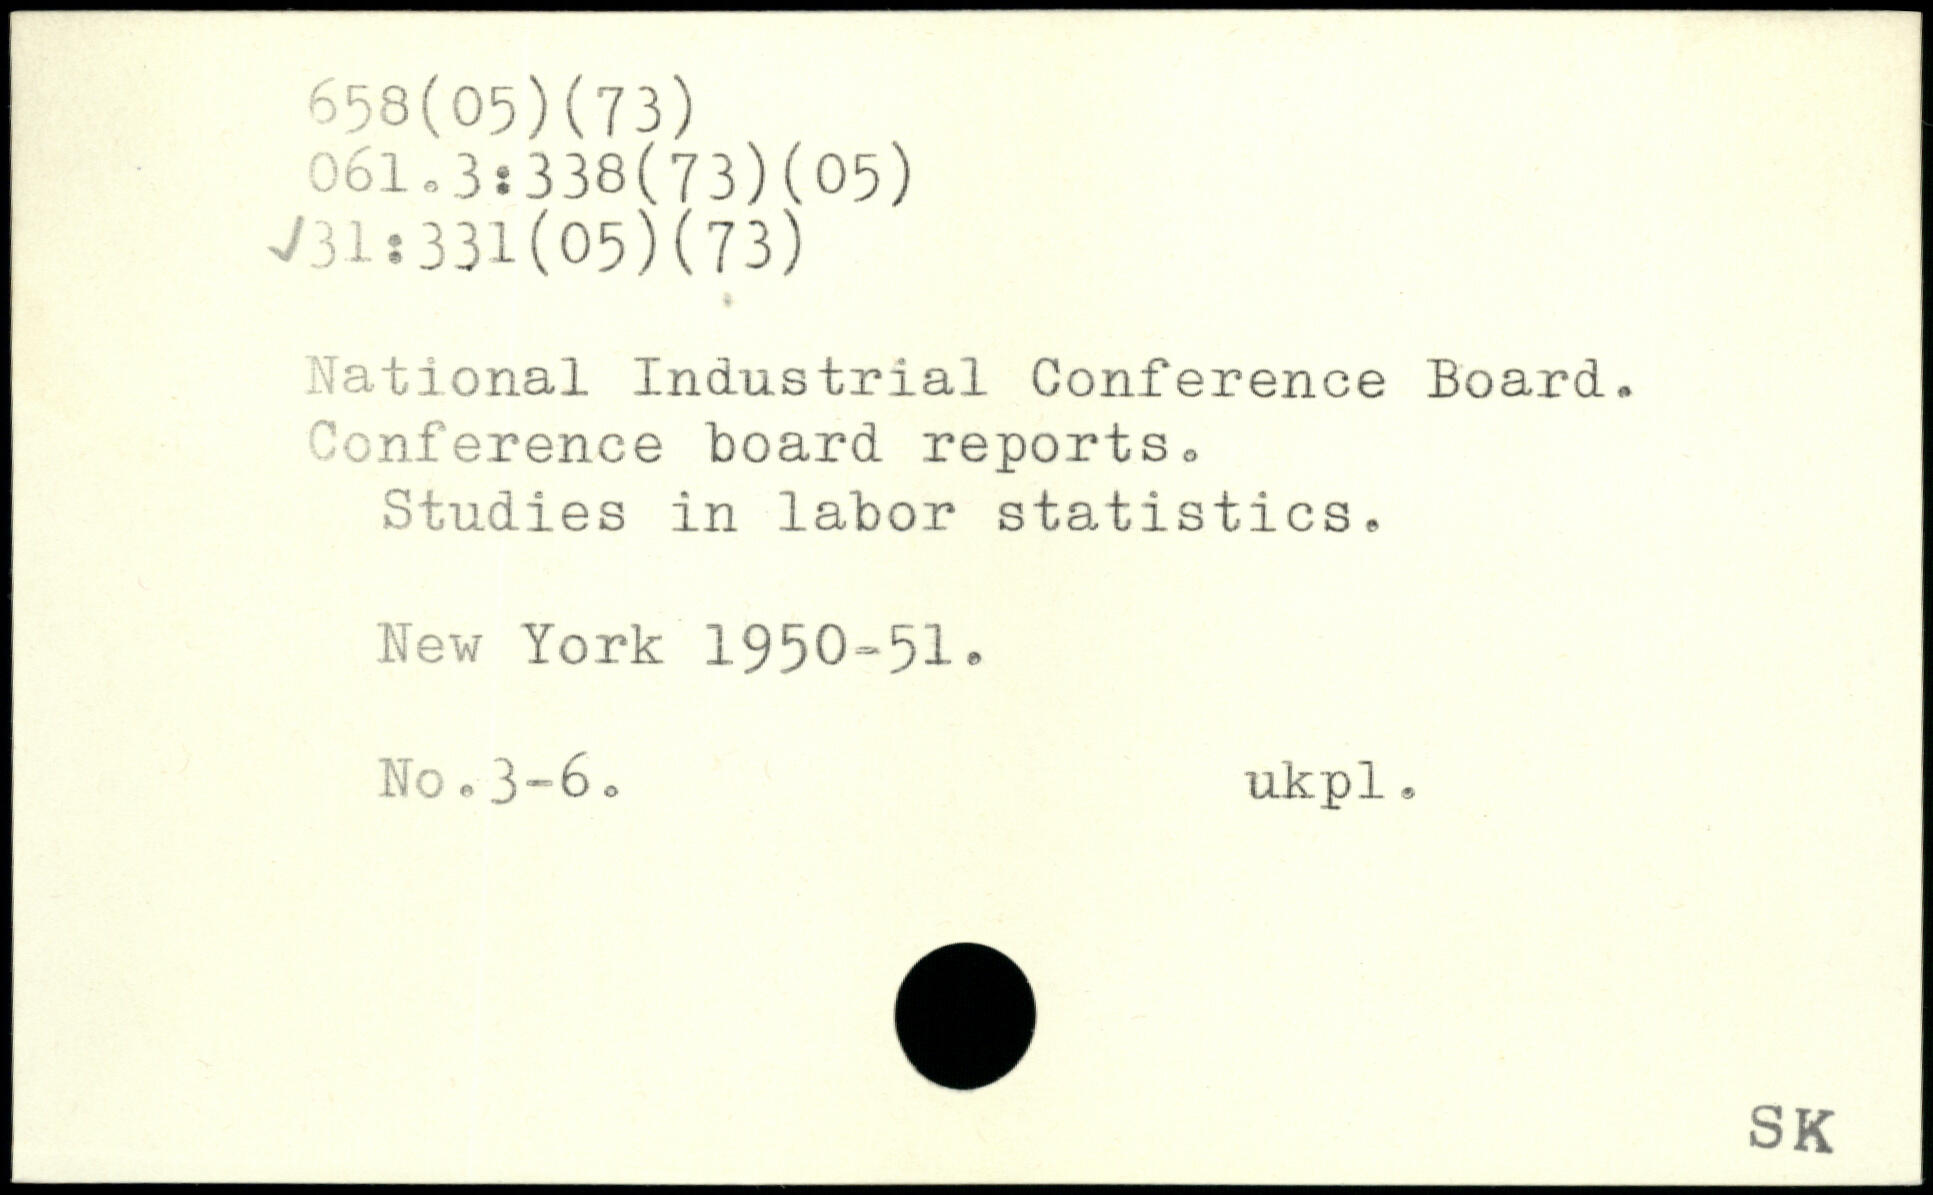 658(05)(73)
061.3:338(73)(05)
✓31:331(05)(73)
National Industrial Conference Board.
Conference board reports.
Studies in labor statistics.
New York 1950-51.
No.3-6. ukpl.
SK